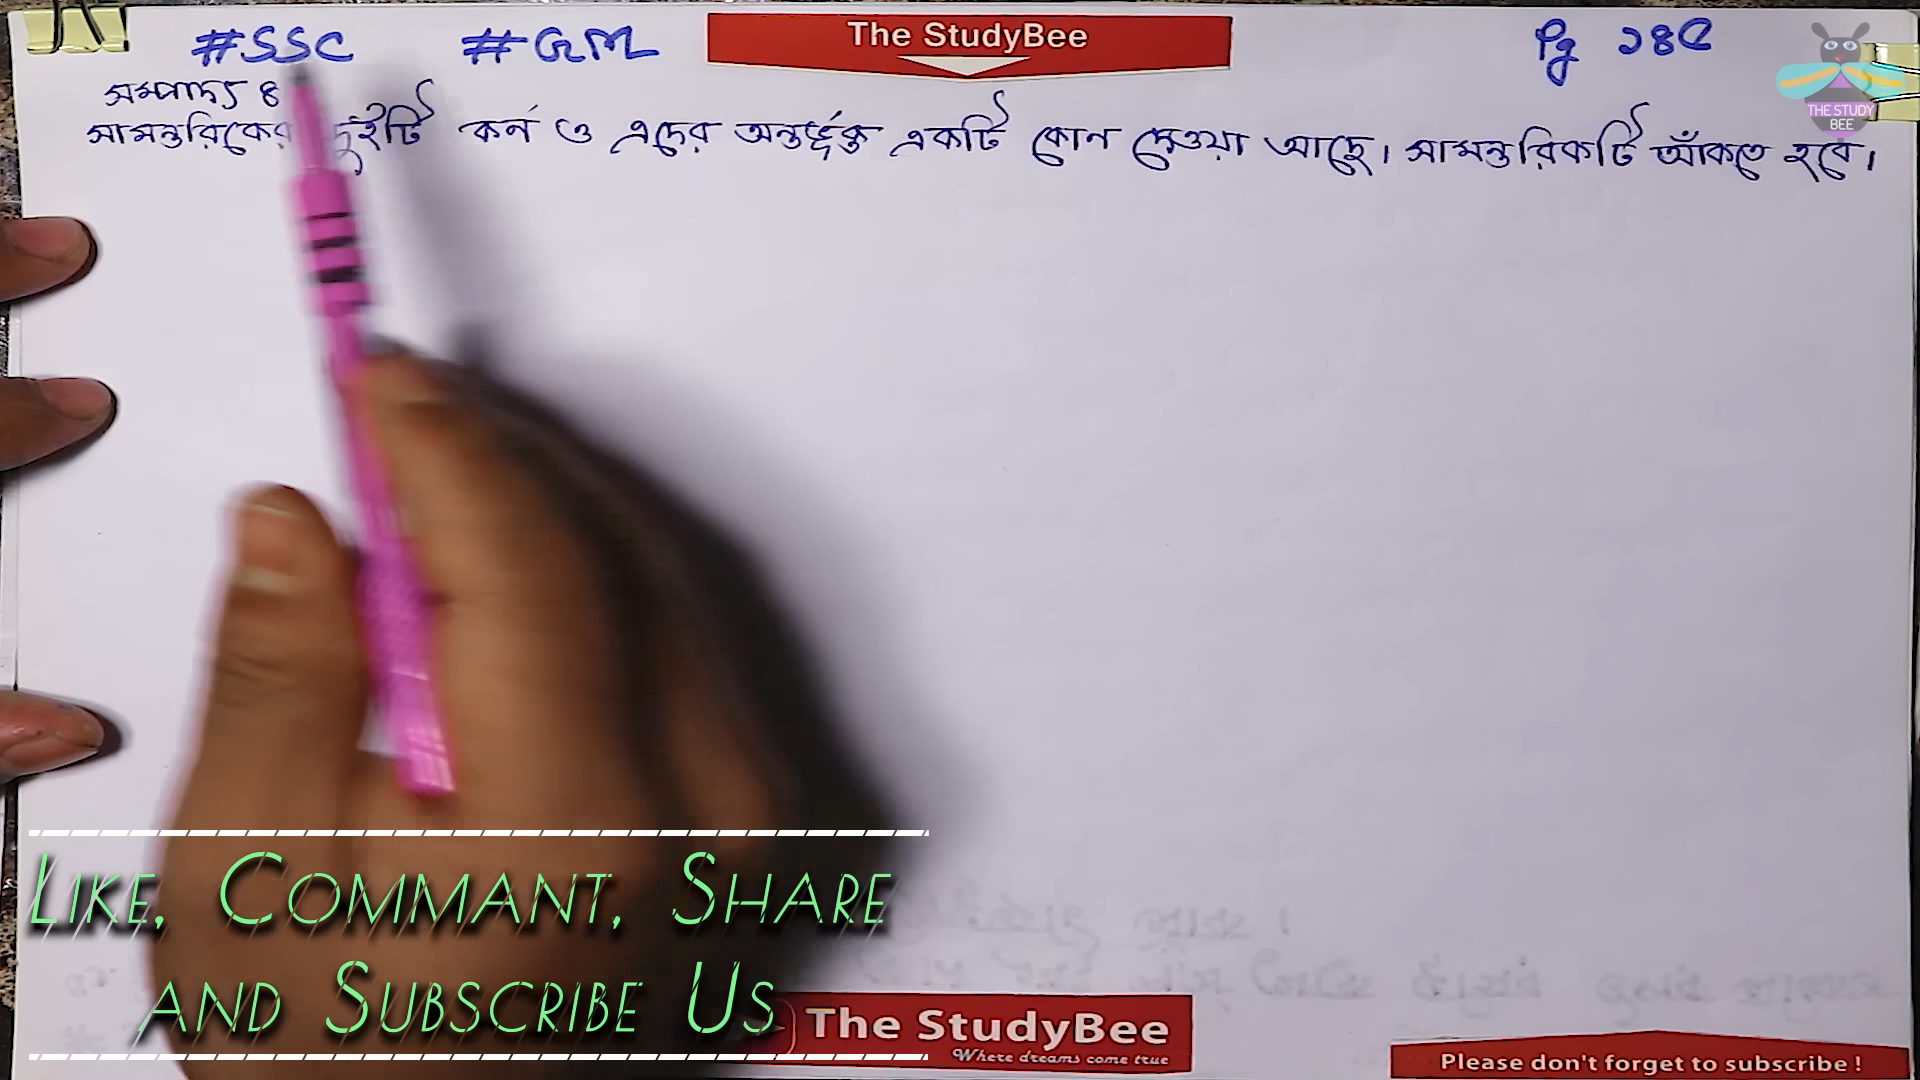 #SSC #GM The StudyBee Pg ১৪৫
THE STUDY
BEE
সম্পাদ্য ৪
সামন্তরিকের দুইটি কর্ন ও এদের অন্তর্ভূক্ত একটি কোন দেওয়া আছে। সামন্তরিকটি আঁকতে হবে।
LIKE, COMMANT, SHARE
AND SUBSCRIBE US
The StudyBee
Where dreams come true
Please don't forget to subscribe !